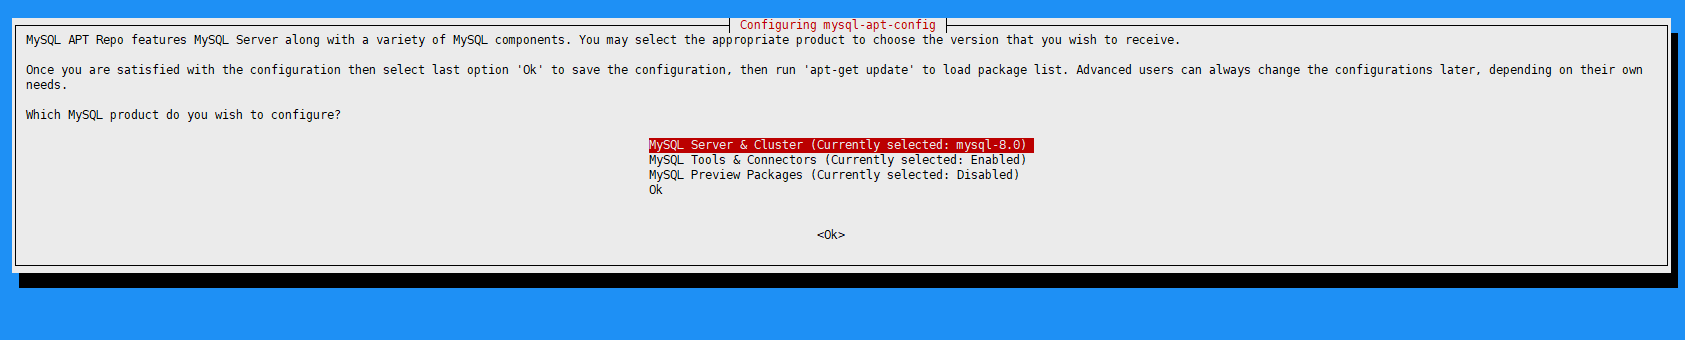 Configuring mysql-apt-config
MySQL APT Repo features MySQL Server along with a variety of MySQL components. You may select the appropriate product to choose the version that you wish to receive.
Once you are satisfied with the configuration then select last option 'Ok' to save the configuration, then run 'apt-get update' to load package list. Advanced users can always change the configurations later, depending on their own
needs.
Which MySQL product do you wish to configure?
MySQL Server & Cluster (Currently selected: mysql-8.0)
MySQL Tools & Connectors (Currently selected: Enabled)
MySQL Preview Packages (Currently selected: Disabled)
Ok
<Ok>